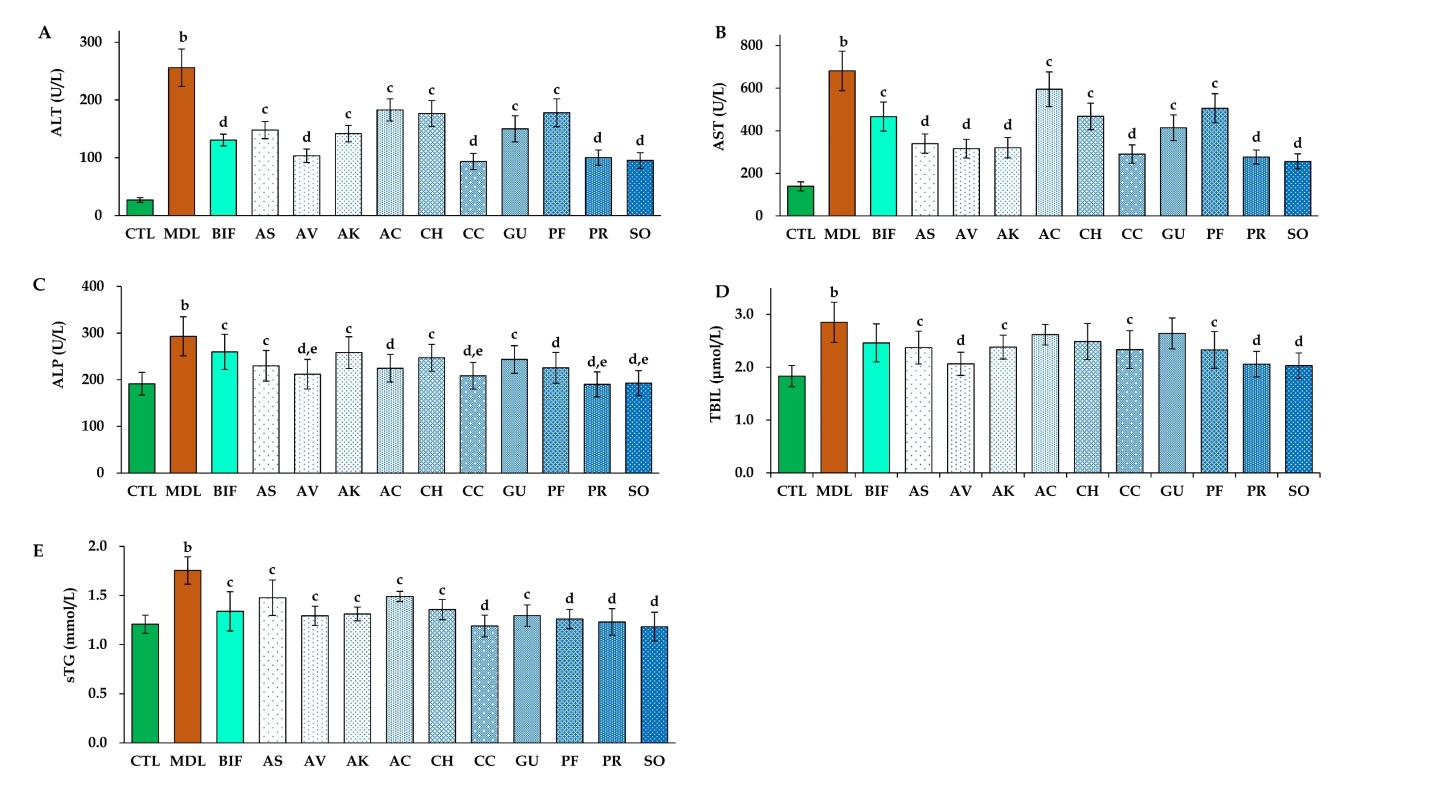 A
ALT (U/L)
300
200
100
0
b
d
c
d
c
c
c
d
c
c
d
d
CTL MDL BIF AS AV AK AC CH CC GU PF PR SO
B
AST (U/L)
800
600
400
200
0
b
c
d
d
d
c
c
d
c
c
d
d
CTL MDL BIF AS AV AK AC CH CC GU PF PR SO
C
ALP (U/L)
400
300
200
100
0
b
c
c
d,e
c
d
c
d,e
c
d
d,e
d,e
CTL MDL BIF AS AV AK AC CH CC GU PF PR SO
D
TBIL (µmol/L)
3.0
2.0
1.0
0.0
b
c
d
c
c
c
d
d
CTL MDL BIF AS AV AK AC CH CC GU PF PR SO
E
sTG (mmol/L)
2.0
1.5
1.0
0.5
0.0
b
c
c
c
c
c
c
d
c
d
d
d
CTL MDL BIF AS AV AK AC CH CC GU PF PR SO